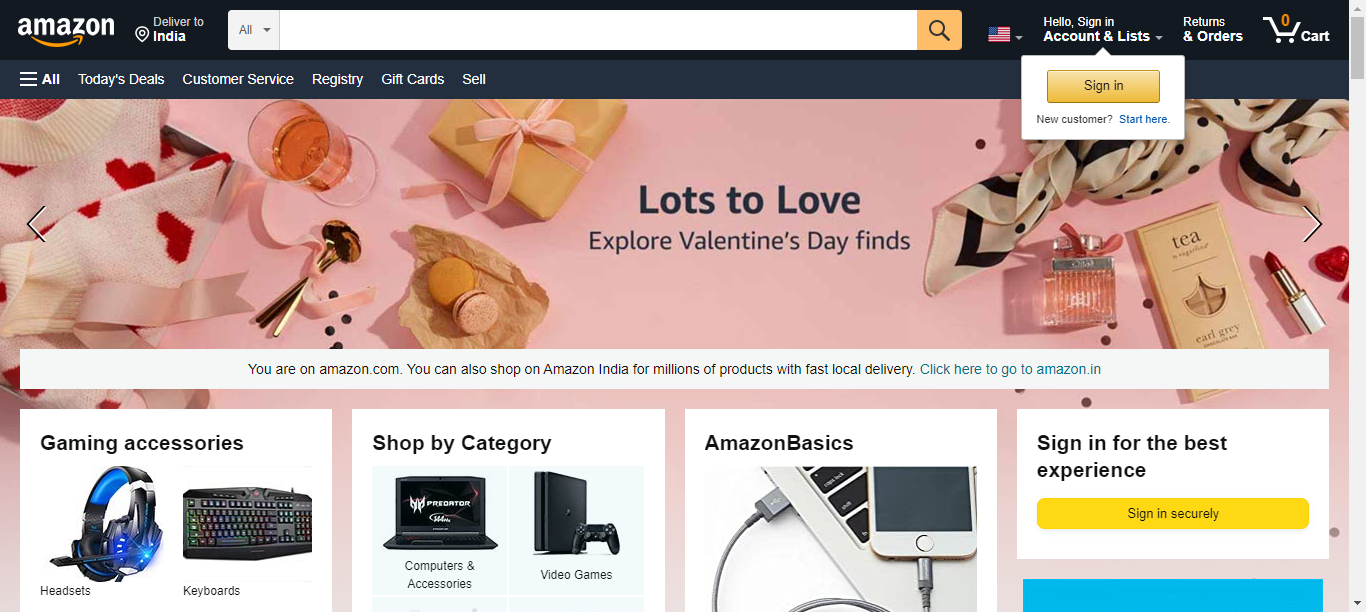 amazon
Deliver to
India
All
Hello, Sign in
Account & Lists
Returns
& Orders
0
Cart
All
Today's Deals
Customer Service
Registry
Gift Cards
Sell
Sign in
New customer? Start here.
Lots to Love
Explore Valentine's Day finds
tea
earl grey
You are on amazon.com. You can also shop on Amazon India for millions of products with fast local delivery. Click here to go to amazon.in
Gaming accessories
Headsets
Keyboards
Shop by Category
PREDATOR
Computers &
Accessories
Video Games
AmazonBasics
Sign in for the best
experience
Sign in securely